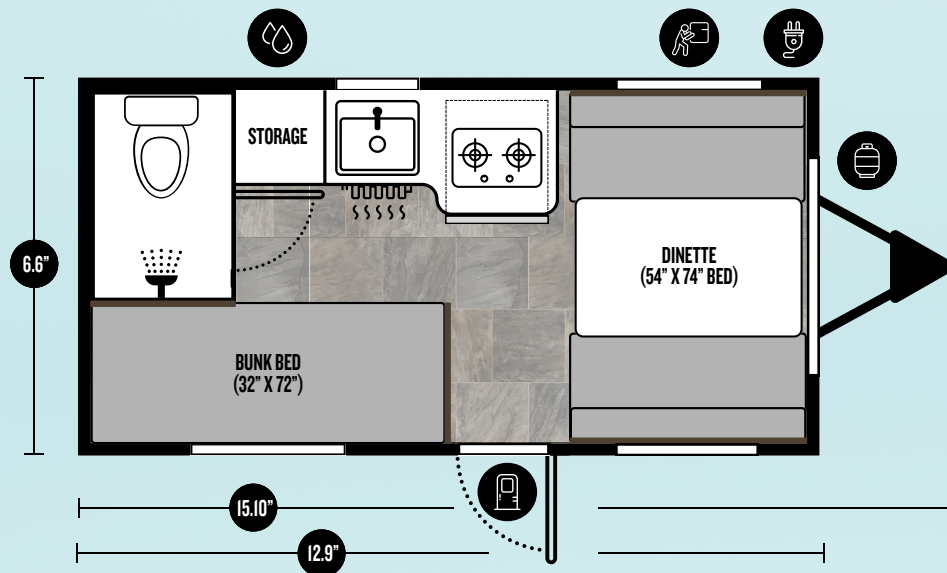 STORAGE
6.6”
DINETTE
(54” X 74” BED)
BUNK BED
(32” X 72”)
15.10”
12.9”